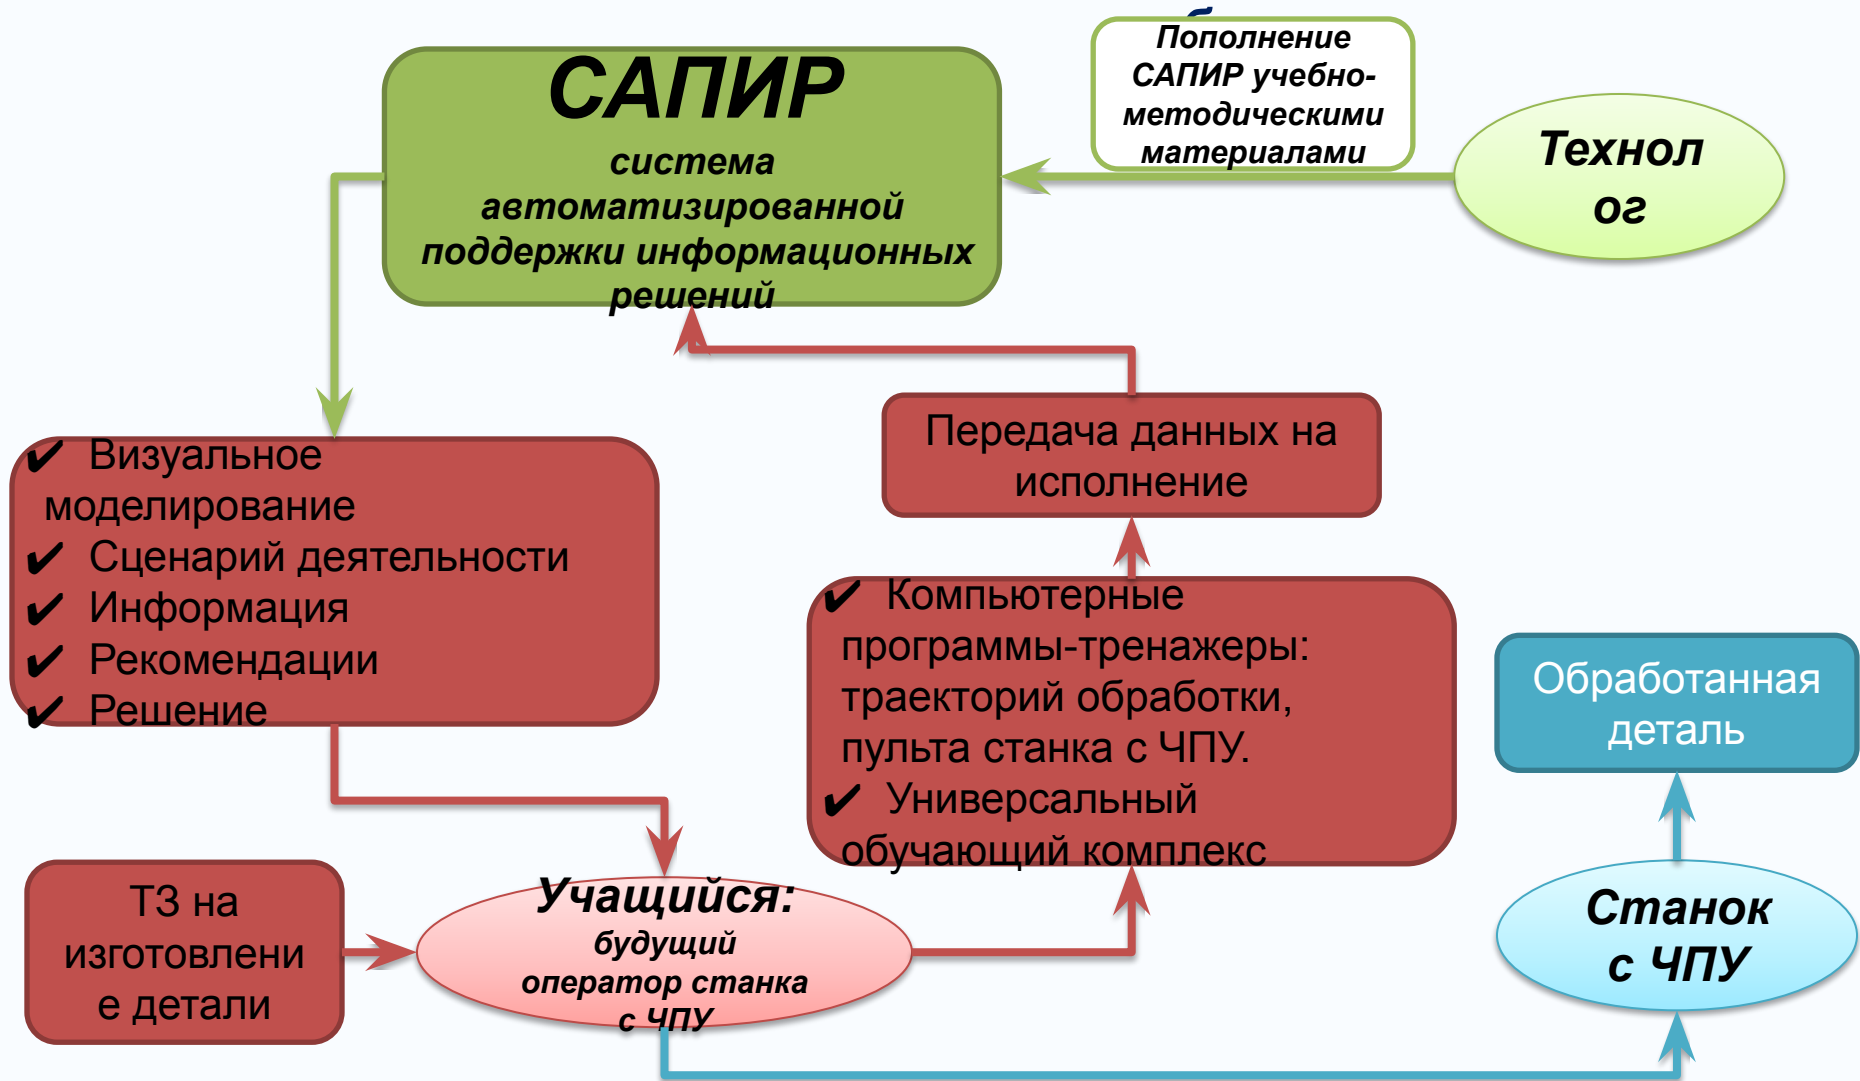 САПИР
система
автоматизированной
поддержки информационных
решений
Пополнение
САПИР учебно-
методическими
материалами
Технол
ог
✔ Визуальное
моделирование
✔ Сценарий деятельности
✔ Информация
✔ Рекомендации
✔ Решение
Передача данных на
исполнение
✔ Компьютерные
программы-тренажеры:
траекторий обработки,
пульта станка с ЧПУ.
✔ Универсальный
обучающий комплекс
Обработанная
деталь
ТЗ на
изготовлени
е детали
Учащийся:
будущий
оператор станка
с ЧПУ
Станок
с ЧПУ